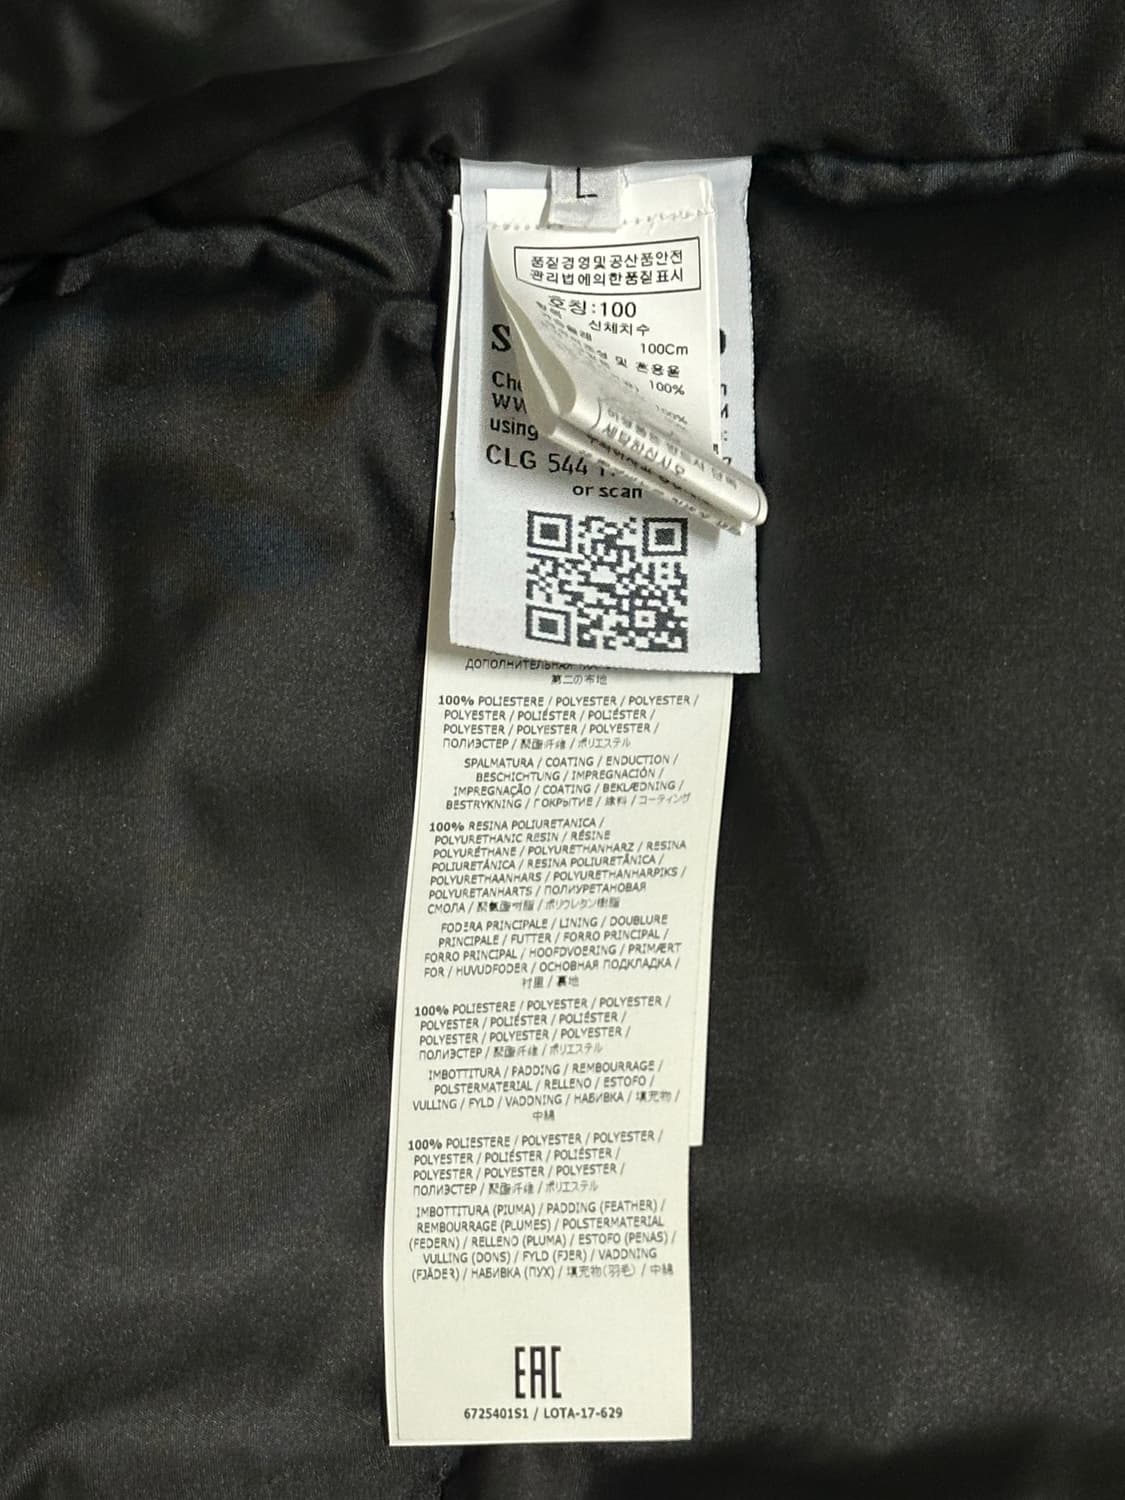 L
품질경영및공산품안전
관리법에의한품질표시
호칭:100
신체치수
100Cm
및 혼용율
100%
100%
S
using
CLG 544
or scan
ДОПОЛНИТЕЛЬНАЯ
第二の布地
100% POLIESTERE / POLYESTER / POLYESTER /
POLYESTER / POLIÉSTER / POLIÉSTER /
POLYESTER / POLYESTER / POLYESTER /
ПОЛИЭСТЕР / 聚酯纤维 / ポリエステル
SPALMATURA / COATING / ENDUCTION /
BESCHICHTUNG / IMPREGNACIÓN /
IMPREGNAÇÃO / COATING / BEKLÆDNING /
BESTRYKNING / ПОКРЫТИЕ / 涂料 / コーティング
100% RESINA POLIURETANICA /
POLYURETHANIC RESIN / RÉSINE
POLYURÉTHANE / POLYURETHANHARZ / RESINA
POLIURETÁNICA / RESINA POLIURETÂNICA /
POLYURETHAANHARS / POLYURETHANHARPIKS /
POLYURETANHARTS / ПОЛИУРЕТАНОВАЯ
СМОЛА / 聚氨酯树脂 / ポリウレタン樹脂
FODERA PRINCIPALE / LINING / DOUBLURE
PRINCIPALE / FUTTER / FORRO PRINCIPAL /
FORRO PRINCIPAL / HOOFDVOERING / PRIMÆRT
FOR / HUVUDFODER / ОСНОВНАЯ ПОДКЛАДКА /
衬里 / 裏地
100% POLIESTERE / POLYESTER / POLYESTER /
POLYESTER / POLIÉSTER / POLIÉSTER /
POLYESTER / POLYESTER / POLYESTER /
ПОЛИЭСТЕР / 聚酯纤维 / ポリエステル
IMBOTTITURA / PADDING / REMBOURRAGE /
POLSTERMATERIAL / RELLENO / ESTOFO /
VULLING / FYLD / VADDNING / НАБИВКА / 填充物 /
中綿
100% POLIESTERE / POLYESTER / POLYESTER /
POLYESTER / POLIÉSTER / POLIÉSTER /
POLYESTER / POLYESTER / POLYESTER /
ПОЛИЭСТЕР / 聚酯纤维 / ポリエステル
IMBOTTITURA (PIUMA) / PADDING (FEATHER) /
REMBOURRAGE (PLUMES) / POLSTERMATERIAL
(FEDERN) / RELLENO (PLUMA) / ESTOFO (PENAS) /
VULLING (DONS) / FYLD (FJER) / VADDNING
(FJÄDER) / НАБИВКА (ПУХ) / 填充物(羽毛) / 中綿
EAC
6725401S1 / LOTA-17-629